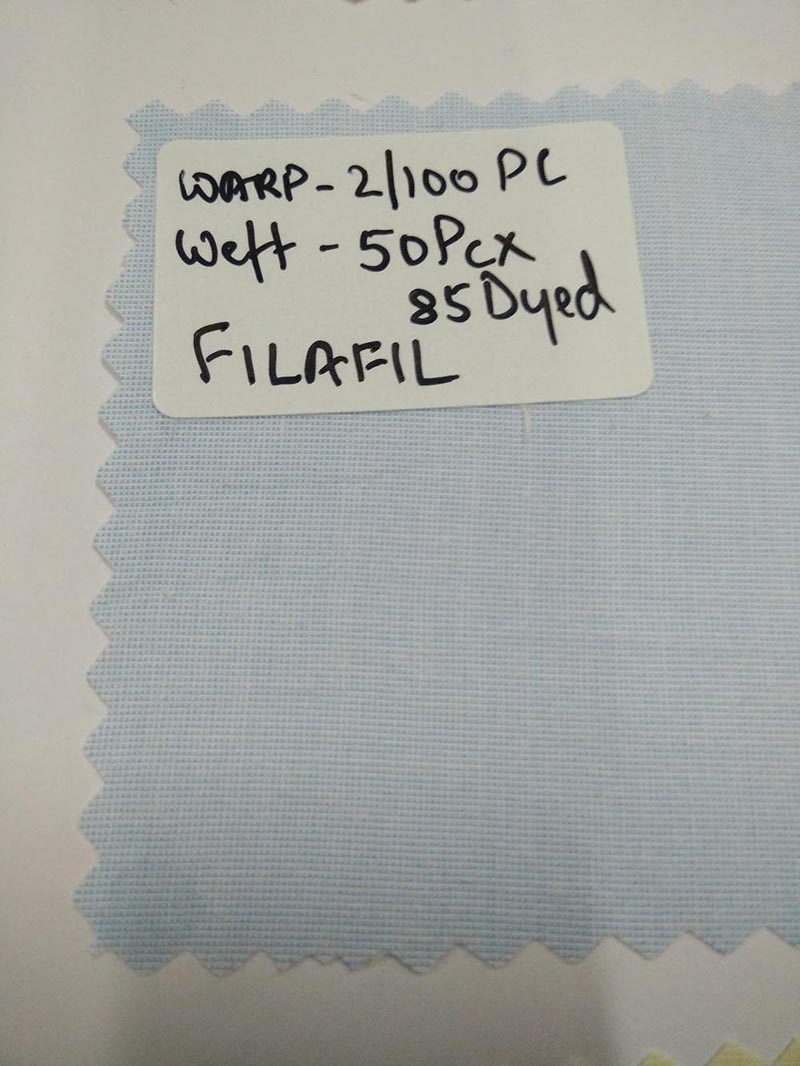 WARP - 2/100 PC
Weft - 50Pcx
85 Dyed
FILAFIL